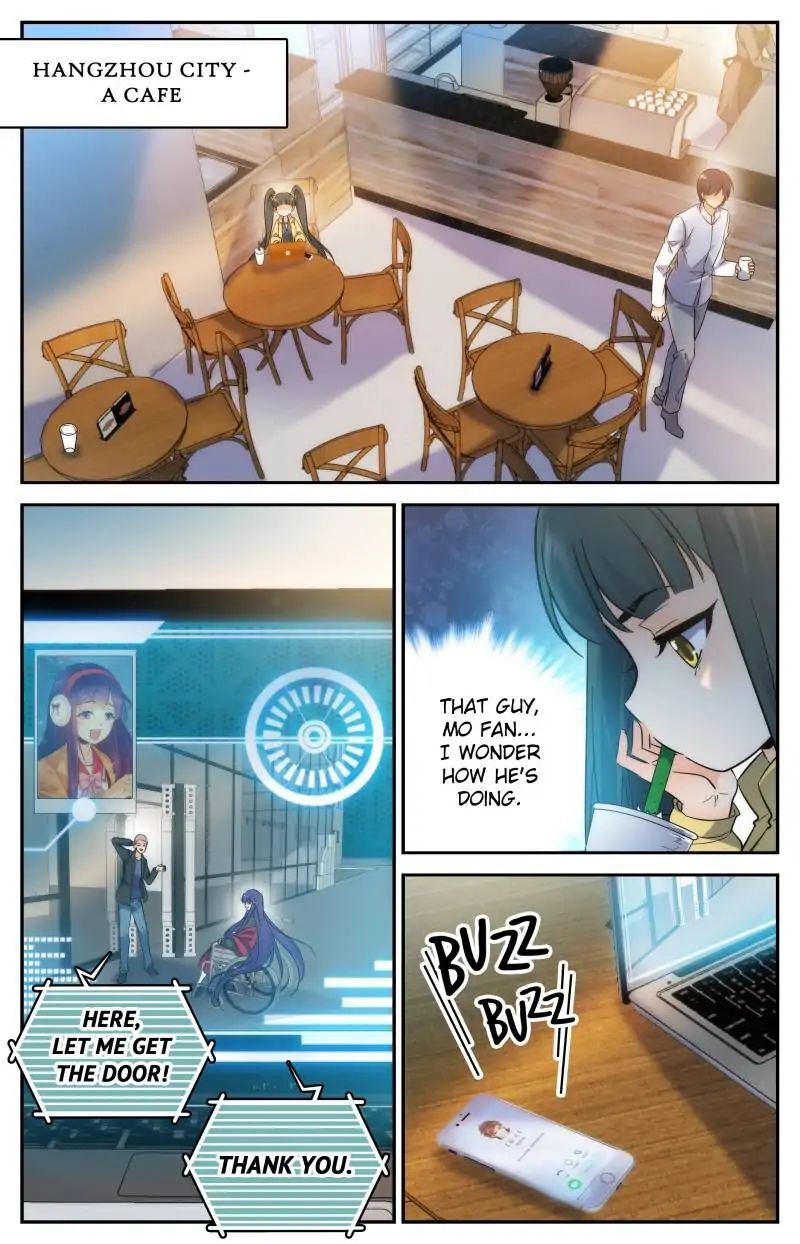 HANGZHOU CITY -
A CAFE
THAT GUY,
MO FAN...
I WONDER
HOW HE'S
DOING.
HERE,
LET ME GET
THE DOOR!
THANK YOU.
BUZZ
BUZZ